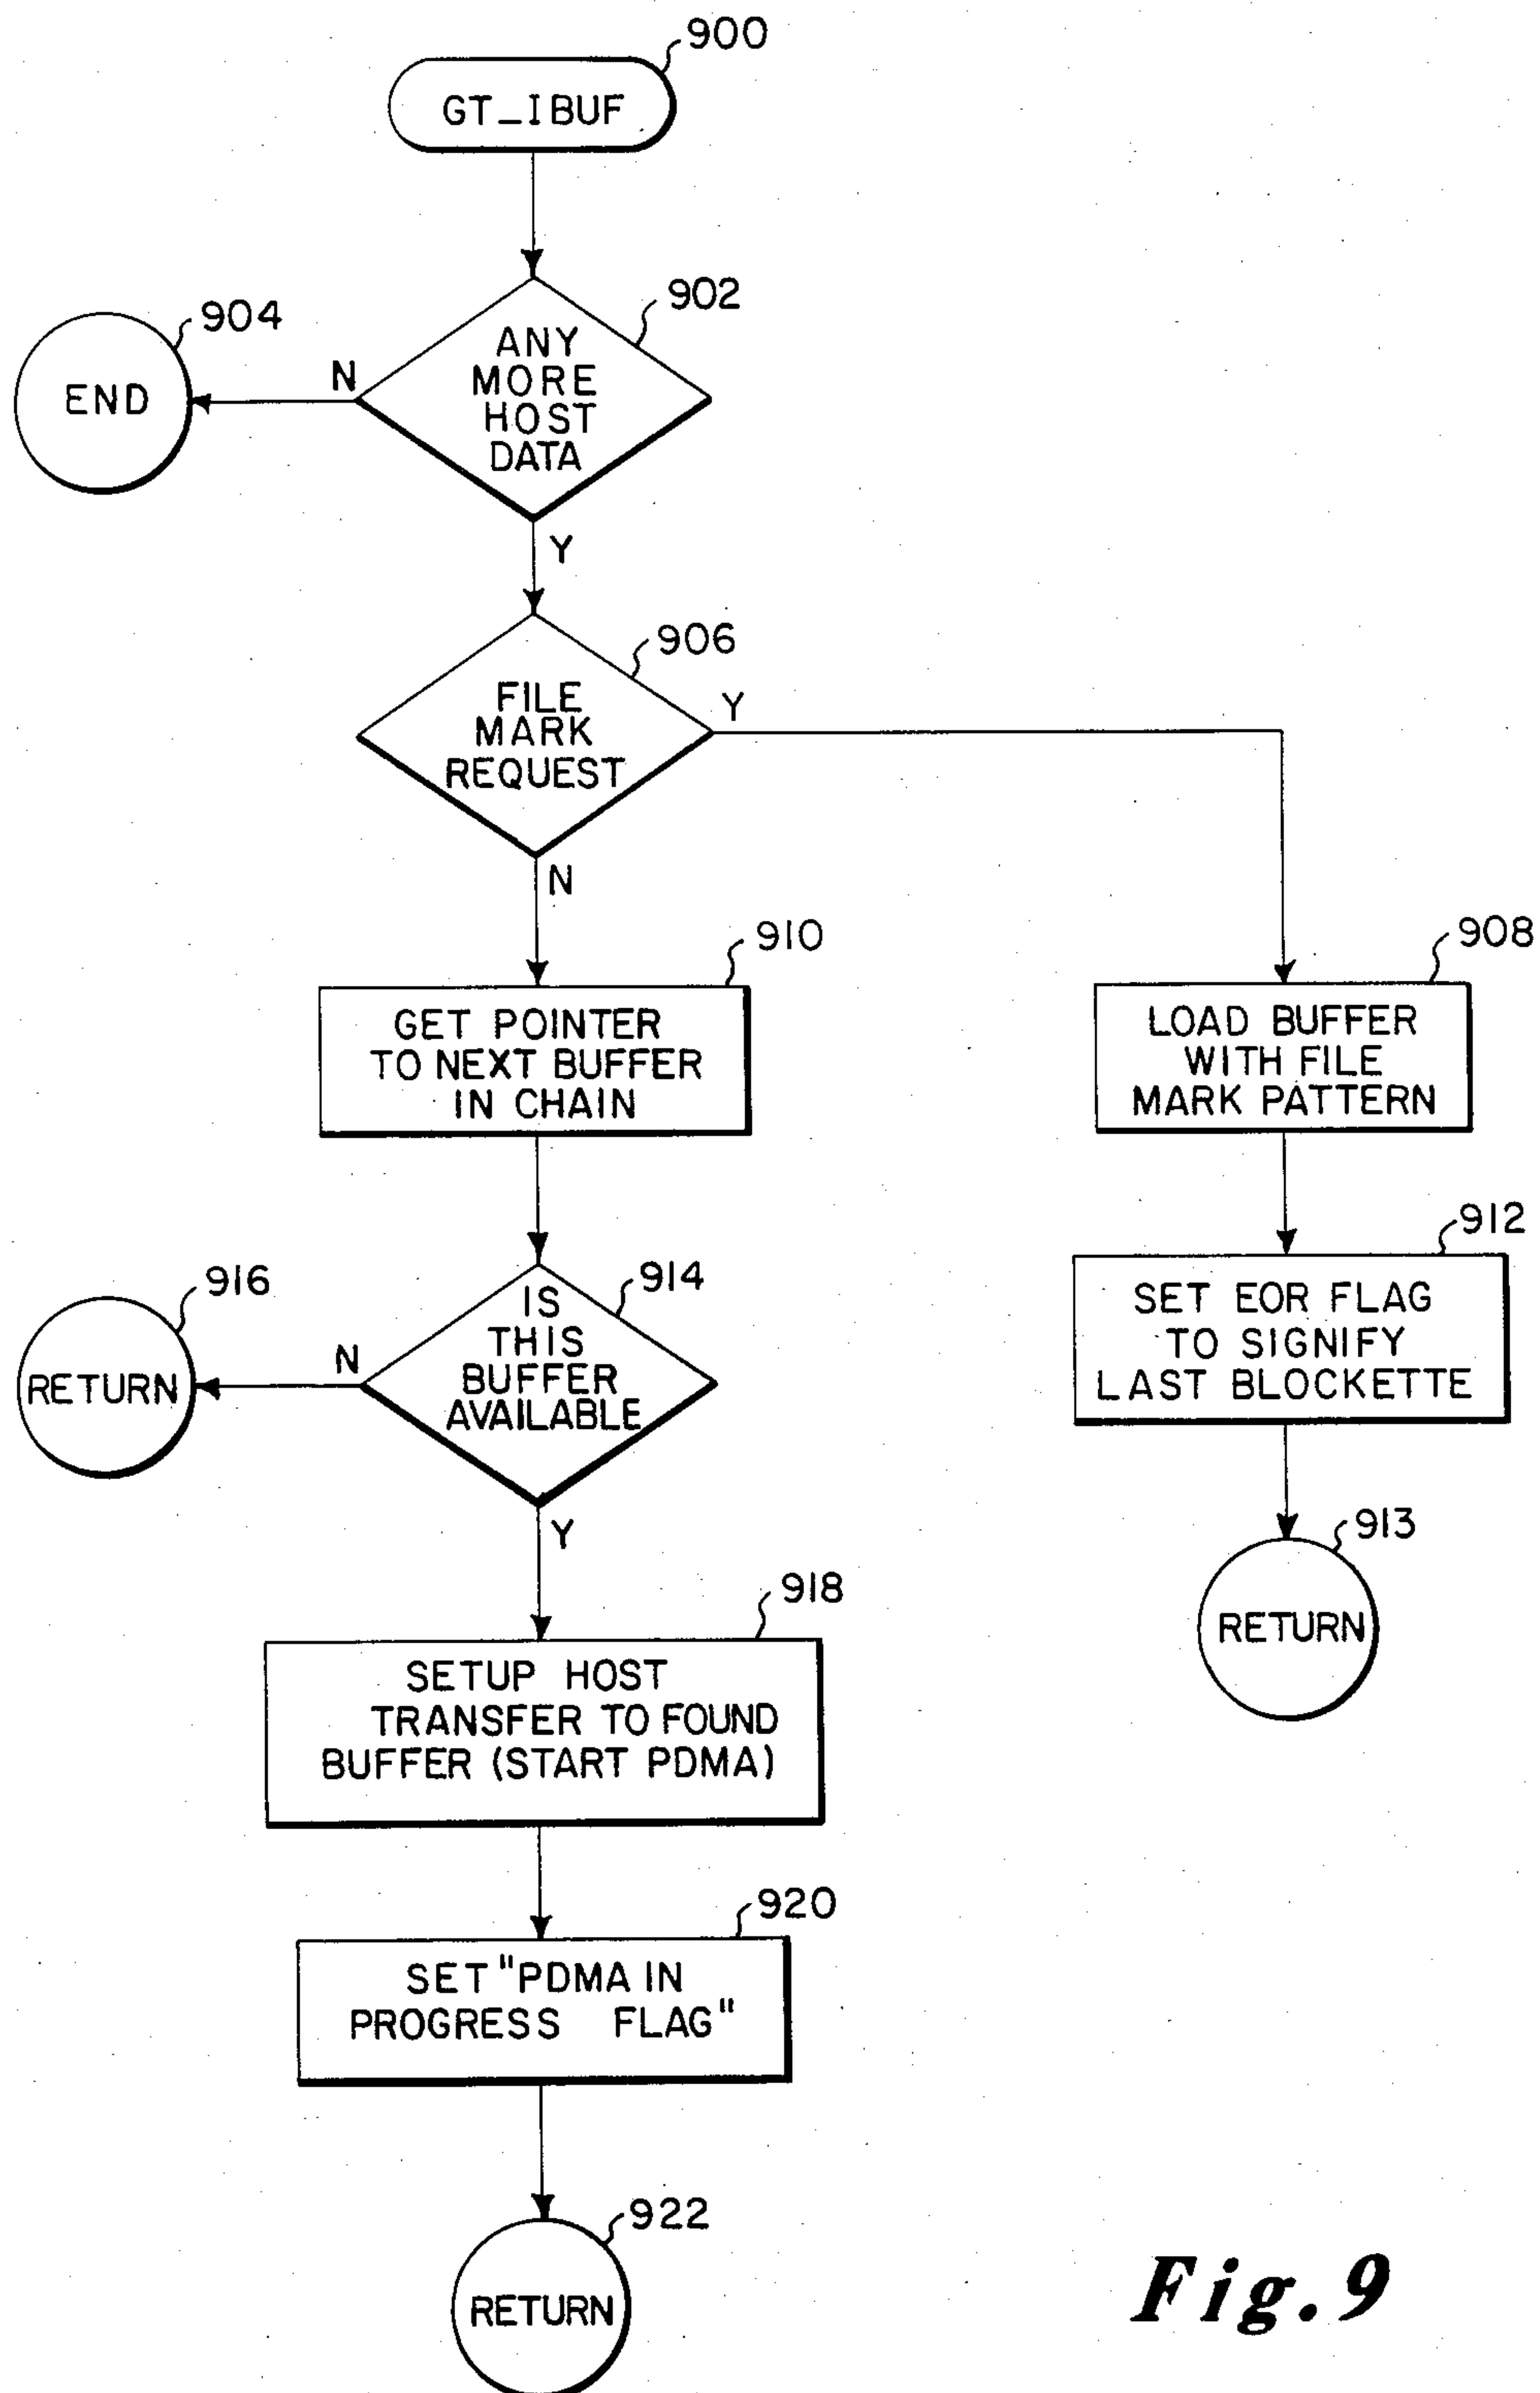 900
GT_IBUF
902
ANY
MORE
HOST
DATA
904
END
N
Y
906
FILE
MARK
REQUEST
Y
N
910
GET POINTER
TO NEXT BUFFER
IN CHAIN
908
LOAD BUFFER
WITH FILE
MARK PATTERN
912
SET EOR FLAG
TO SIGNIFY
LAST BLOCKETTE
913
RETURN
914
IS
THIS
BUFFER
AVAILABLE
916
RETURN
N
Y
918
SETUP HOST
TRANSFER TO FOUND
BUFFER (START PDMA)
920
SET "PDMA IN
PROGRESS FLAG"
922
RETURN
Fig. 9